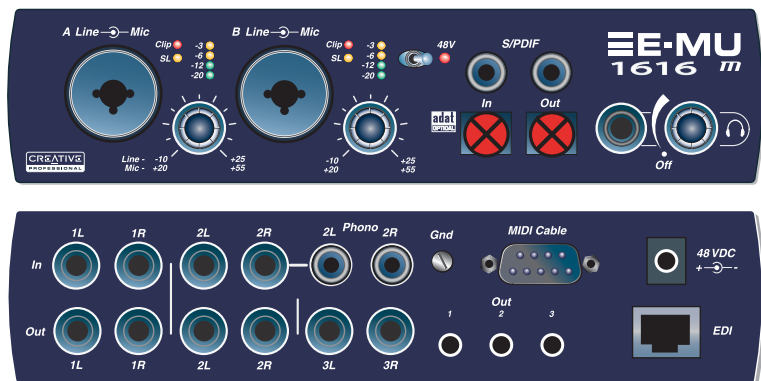 A Line Mic
Clip -3
SL -6
-12
-20
B Line Mic
Clip -3
SL -6
-12
-20
48V
S/PDIF
E-MU
1616 m
In Out
adat
OPTICAL
CREATIVE
PROFESSIONAL
Line - -10 +25
Mic - +20 +55
-10 +25
+20 +55
Off
1L 1R 2L 2R Phono 2L 2R
Gnd
MIDI Cable
In
48 VDC
+ -
Out
1 2 3
Out
EDI
1L 1R 2L 2R 3L 3R